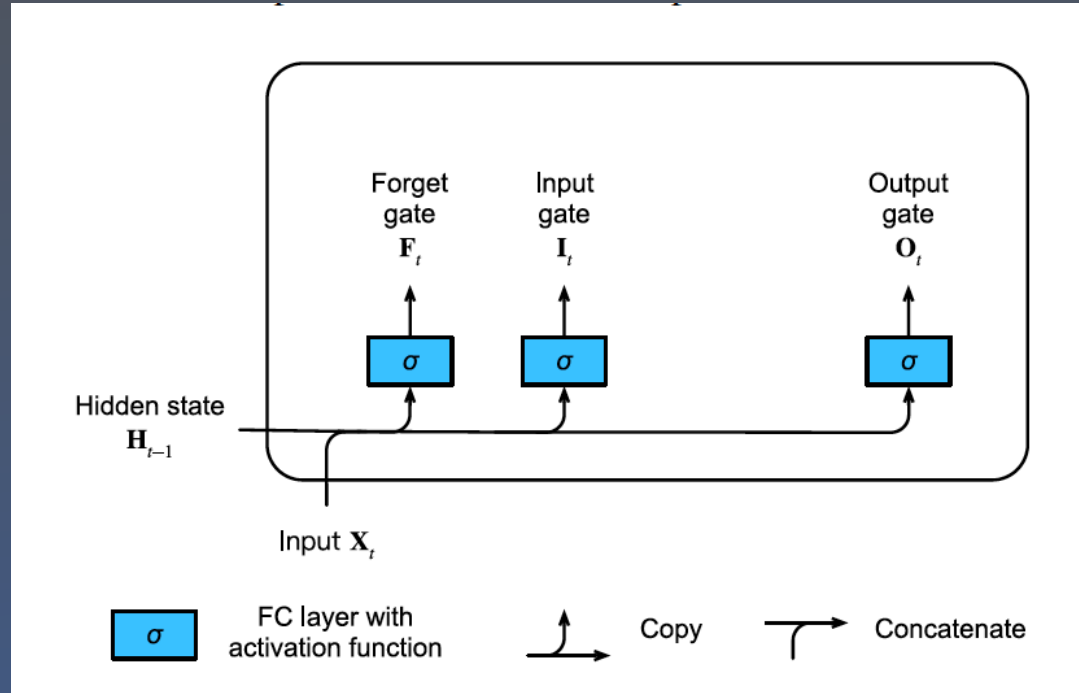 Forget
gate
F_t
Input
gate
I_t
Output
gate
O_t
σ
σ
σ
Hidden state
H_{t–1}
Input X_t
σ
FC layer with
activation function
Copy
Concatenate